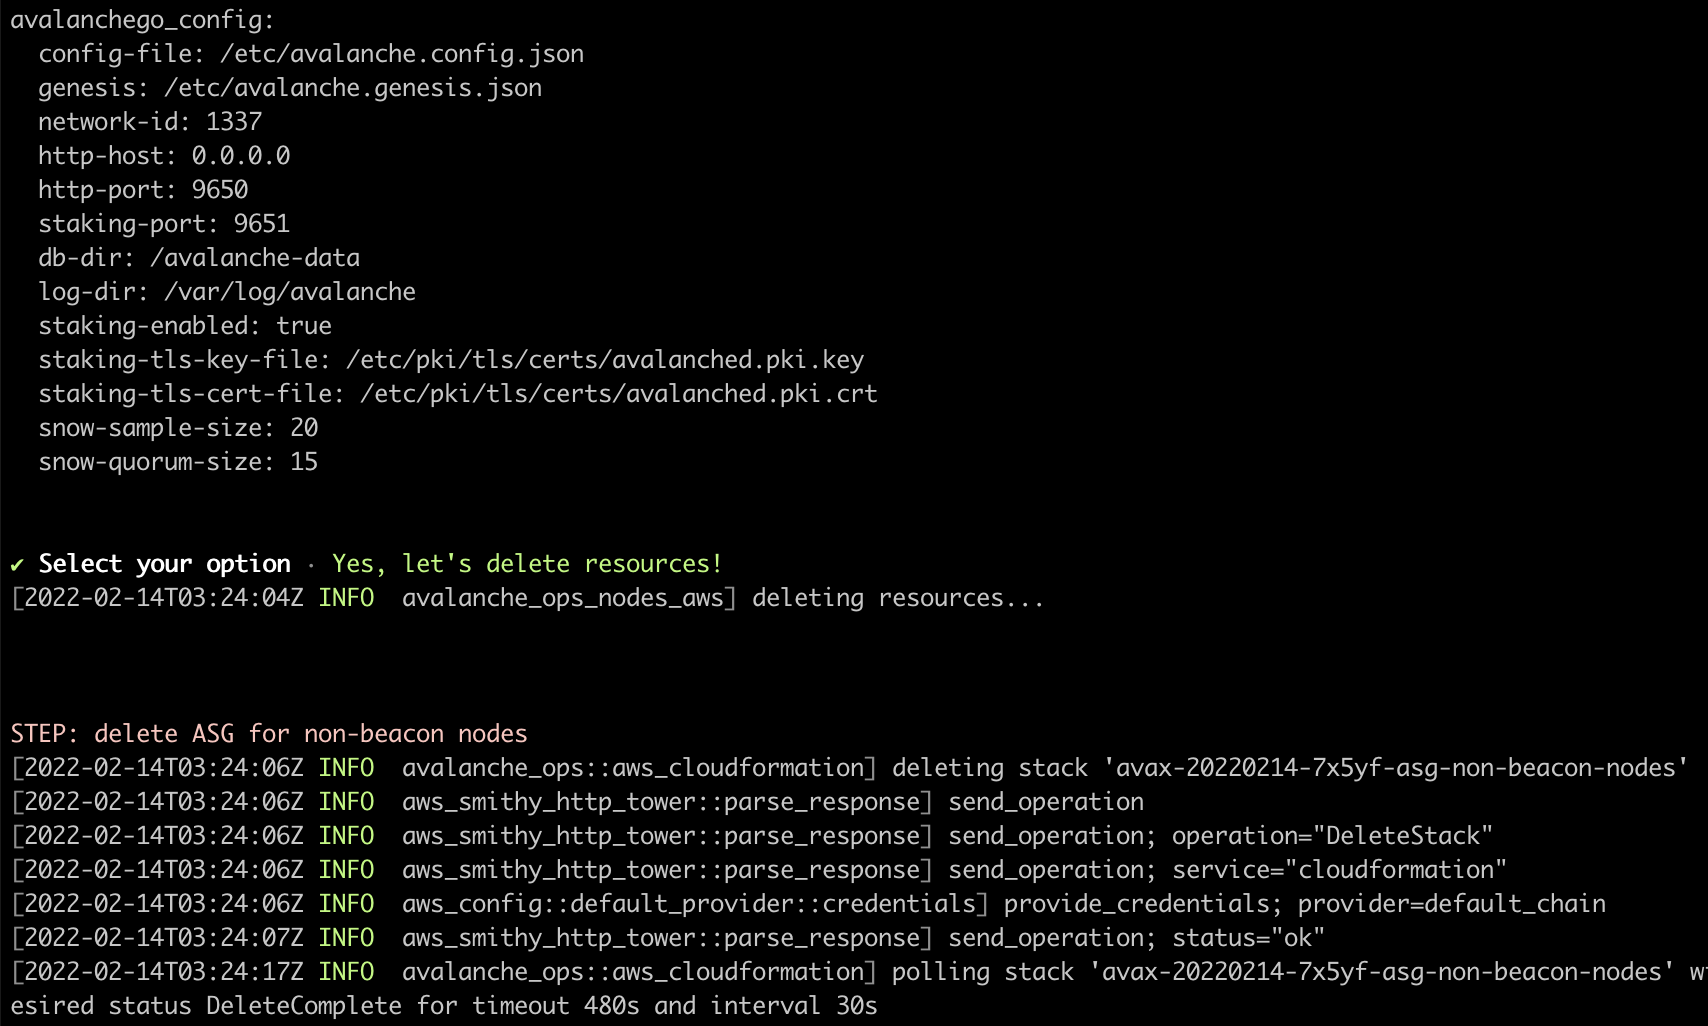 avalanchego_config:
  config-file: /etc/avalanche.config.json
  genesis: /etc/avalanche.genesis.json
  network-id: 1337
  http-host: 0.0.0.0
  http-port: 9650
  staking-port: 9651
  db-dir: /avalanche-data
  log-dir: /var/log/avalanche
  staking-enabled: true
  staking-tls-key-file: /etc/pki/tls/certs/avalanched.pki.key
  staking-tls-cert-file: /etc/pki/tls/certs/avalanched.pki.crt
  snow-sample-size: 20
  snow-quorum-size: 15
✔ Select your option · Yes, let's delete resources!
[2022-02-14T03:24:04Z INFO  avalanche_ops_nodes_aws] deleting resources...
STEP: delete ASG for non-beacon nodes
[2022-02-14T03:24:06Z INFO  avalanche_ops::aws_cloudformation] deleting stack 'avax-20220214-7x5yf-asg-non-beacon-nodes'
[2022-02-14T03:24:06Z INFO  aws_smithy_http_tower::parse_response] send_operation
[2022-02-14T03:24:06Z INFO  aws_smithy_http_tower::parse_response] send_operation; operation="DeleteStack"
[2022-02-14T03:24:06Z INFO  aws_smithy_http_tower::parse_response] send_operation; service="cloudformation"
[2022-02-14T03:24:06Z INFO  aws_config::default_provider::credentials] provide_credentials; provider=default_chain
[2022-02-14T03:24:07Z INFO  aws_smithy_http_tower::parse_response] send_operation; status="ok"
[2022-02-14T03:24:17Z INFO  avalanche_ops::aws_cloudformation] polling stack 'avax-20220214-7x5yf-asg-non-beacon-nodes'
esired status DeleteComplete for timeout 480s and interval 30s